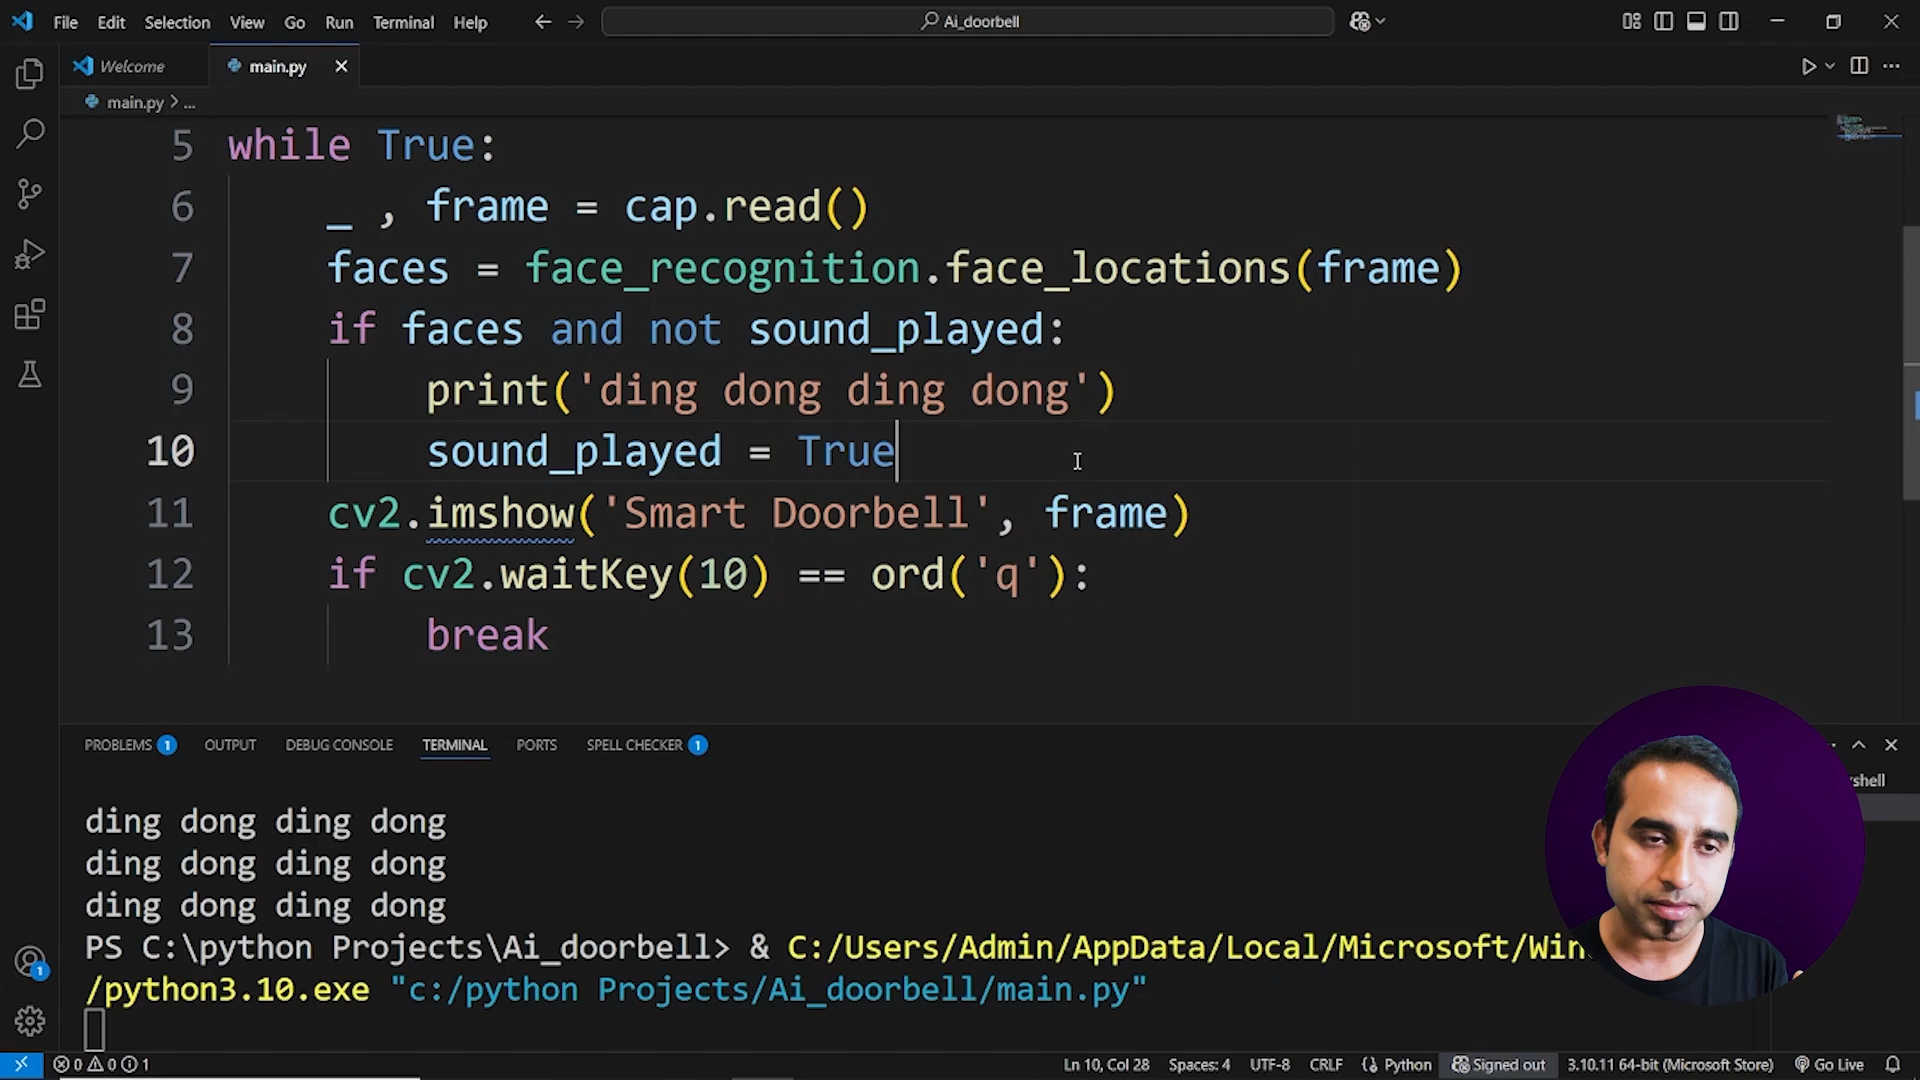 File Edit Selection View Go Run Terminal Help
Ai_doorbell
Welcome
main.py
main.py > ...
5 while True:
6 _ , frame = cap.read()
7 faces = face_recognition.face_locations(frame)
8 if faces and not sound_played:
9 print('ding dong ding dong')
10 sound_played = True
11 cv2.imshow('Smart Doorbell', frame)
12 if cv2.waitKey(10) == ord('q'):
13 break
PROBLEMS 1 OUTPUT DEBUG CONSOLE TERMINAL PORTS SPELL CHECKER 1
shell
ding dong ding dong
ding dong ding dong
ding dong ding dong
PS C:\python Projects\Ai_doorbell> & C:/Users/Admin/AppData/Local/Microsoft/Win
/python3.10.exe "c:/python Projects/Ai_doorbell/main.py"
1
0 0 1 Ln 10, Col 28 Spaces: 4 UTF-8 CRLF Python Signed out 3.10.11 64-bit (Microsoft Store) Go Live